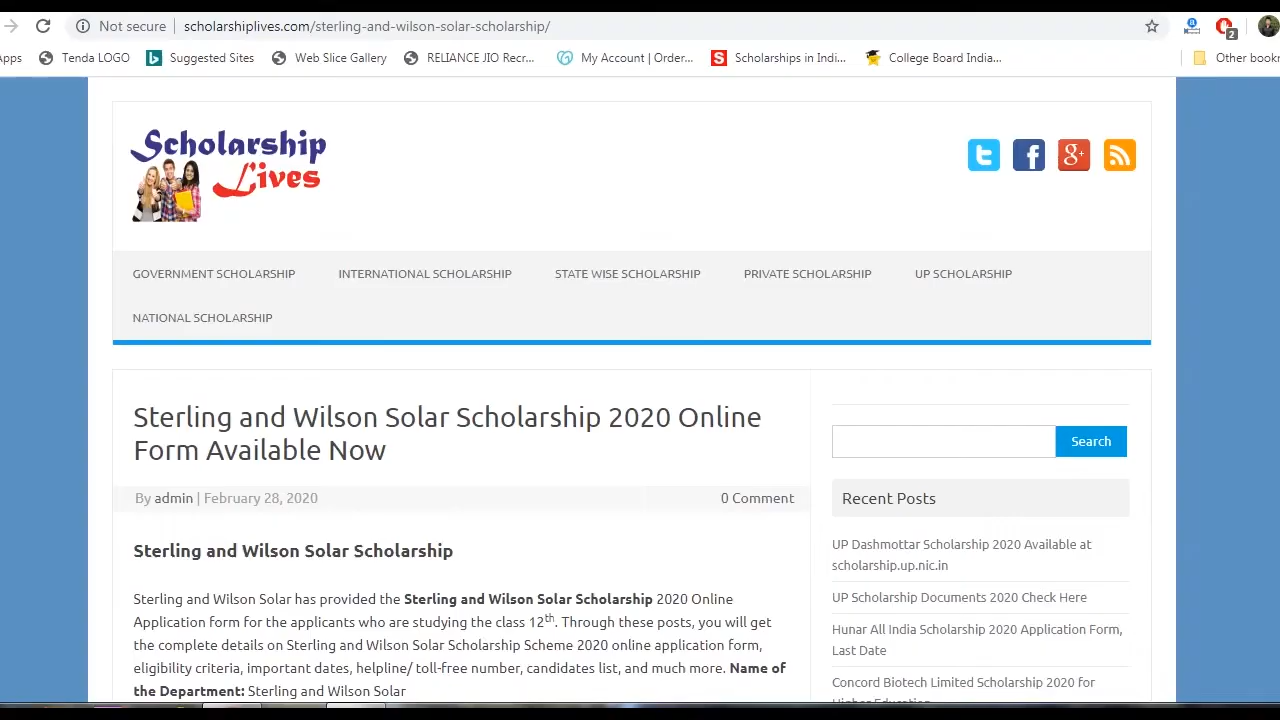 Not secure | scholarshiplives.com/sterling-and-wilson-solar-scholarship/
2
App
Tenda LOGO
Suggested Sites
Web Slice Gallery
RELIANCE JIO Recr...
My Account | Order...
Scholarships in Indi...
College Board India...
Other bookr
Scholarship
Lives
GOVERNMENT SCHOLARSHIP
INTERNATIONAL SCHOLARSHIP
STATE WISE SCHOLARSHIP
PRIVATE SCHOLARSHIP
UP SCHOLARSHIP
NATIONAL SCHOLARSHIP
Sterling and Wilson Solar Scholarship 2020 Online
Form Available Now
By admin | February 28, 2020
0 Comment
Sterling and Wilson Solar Scholarship
Sterling and Wilson Solar has provided the Sterling and Wilson Solar Scholarship 2020 Online
Application form for the applicants who are studying the class 12th. Through these posts, you will get
the complete details on Sterling and Wilson Solar Scholarship Scheme 2020 online application form,
eligibility criteria, important dates, helpline/ toll-free number, candidates list, and much more. Name of
the Department: Sterling and Wilson Solar
Search
Recent Posts
UP Dashmottar Scholarship 2020 Available at
scholarship.up.nic.in
UP Scholarship Documents 2020 Check Here
Hunar All India Scholarship 2020 Application Form,
Last Date
Concord Biotech Limited Scholarship 2020 for
Higher Education